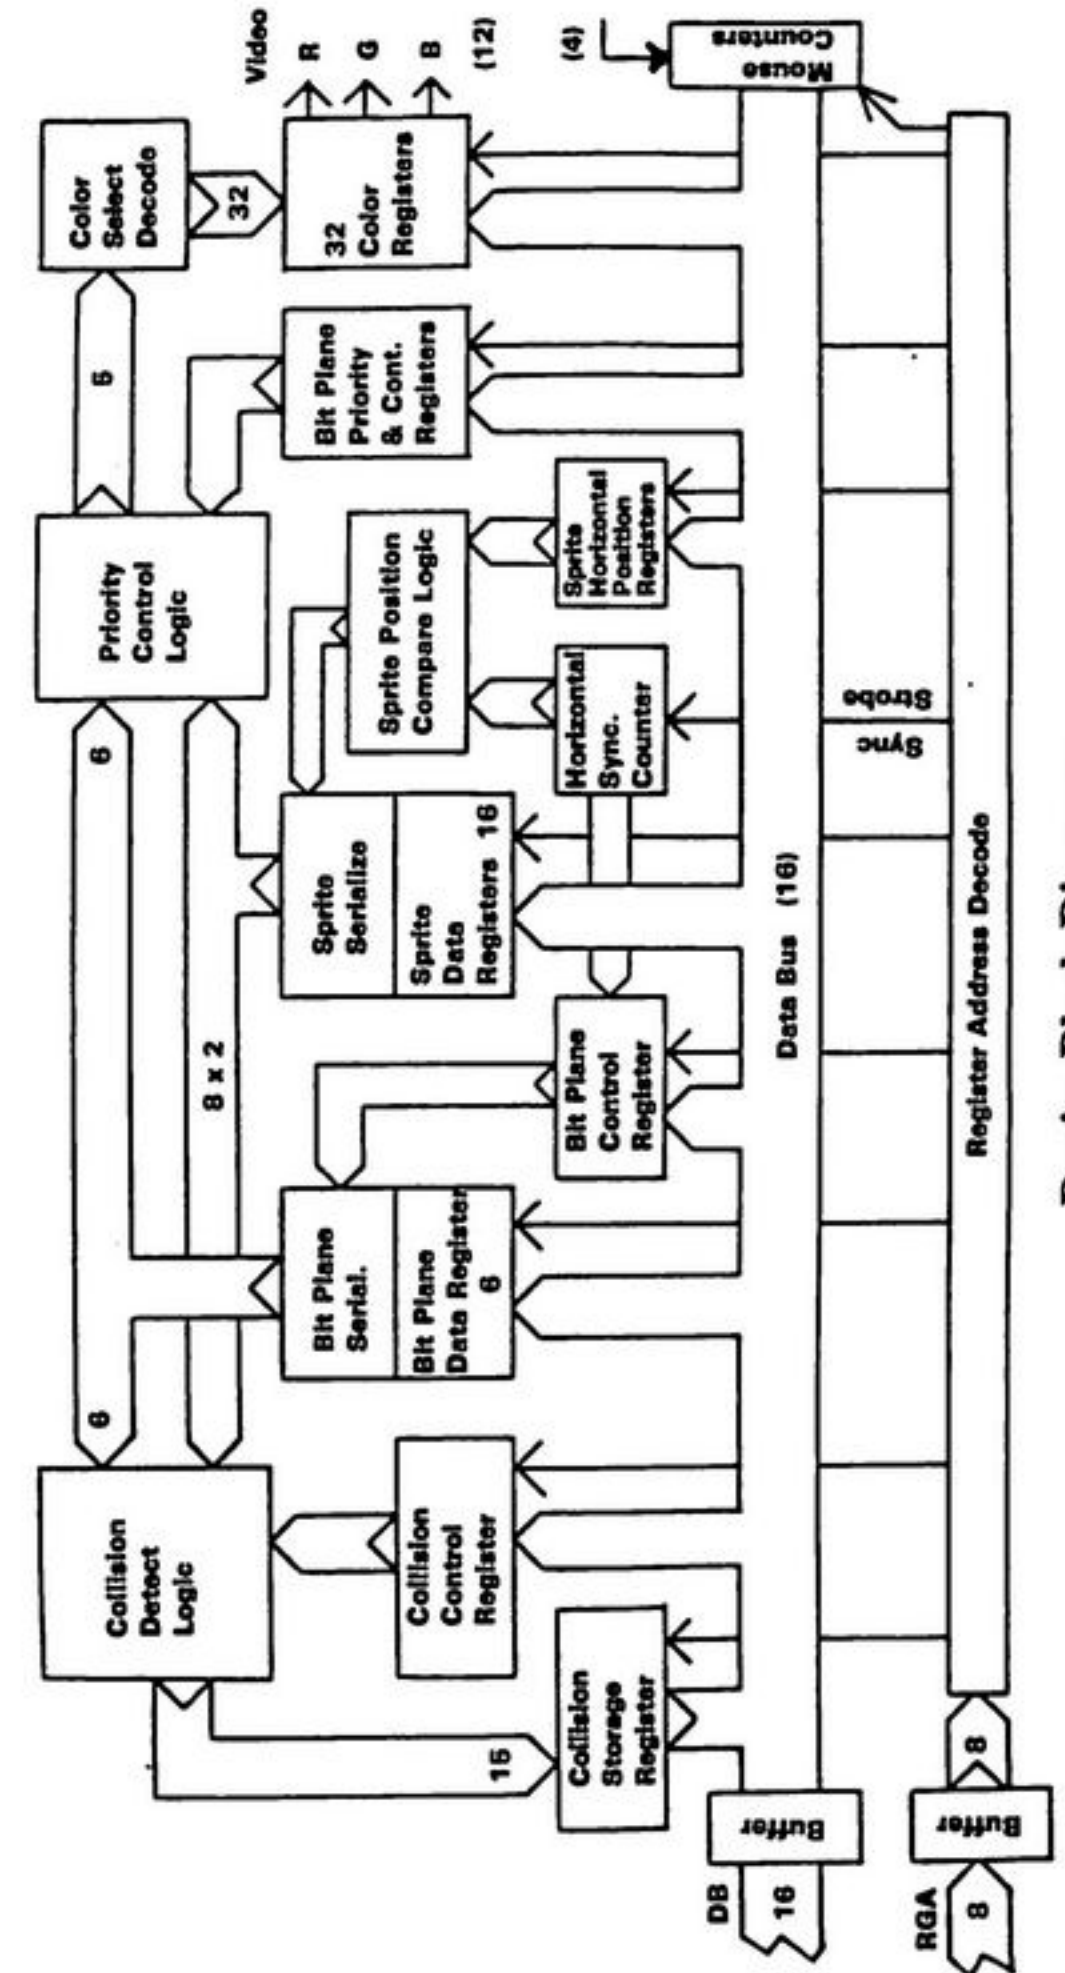 Collision
Detect
Logic
6
6
Priority
Control
Logic
5
Color
Select
Decode
8 x 2
32
Video
R
G
B
(12)
15
Collision
Control
Register
Bit Plane
Serial.
Bit Plane
Data Register
6
Sprite
Serialize
Sprite
Data
Registers 16
Sprite Position
Compare Logic
Bit Plane
Priority
& Cont.
Registers
32
Color
Registers
Collision
Storage
Register
Bit Plane
Control
Register
Horizontal
Sync.
Counter
Sprite
Horizontal
Position
Registers
(4)
Mouse
Counters
DB
16
Buffer
Data Bus (16)
Sync
Strobe
RGA
8
Buffer
8
Register Address Decode